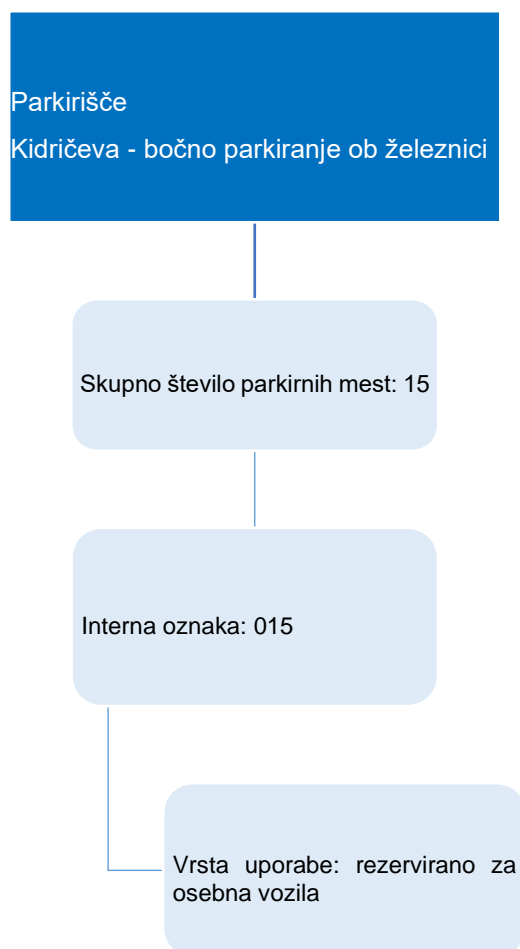 Parkirišče
Kidričeva - bočno parkiranje ob železnici
Skupno število parkirnih mest: 15
Interna oznaka: 015
Vrsta uporabe: rezervirano za
osebna vozila